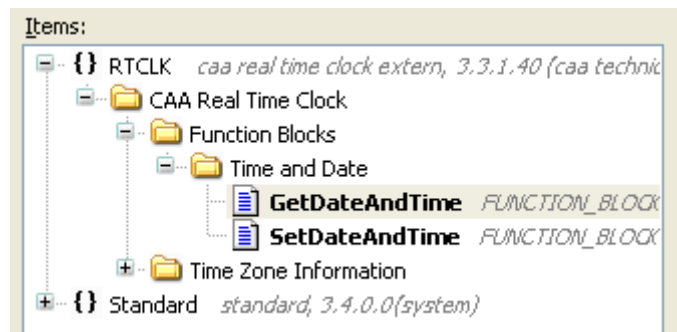 Items:
{} RTCLK caa real time clock extern, 3.3.1.40 (caa technic
CAA Real Time Clock
Function Blocks
Time and Date
GetDateAndTime FUNCTION_BLOCK
SetDateAndTime FUNCTION_BLOCK
Time Zone Information
{} Standard standard, 3.4.0.0(system)